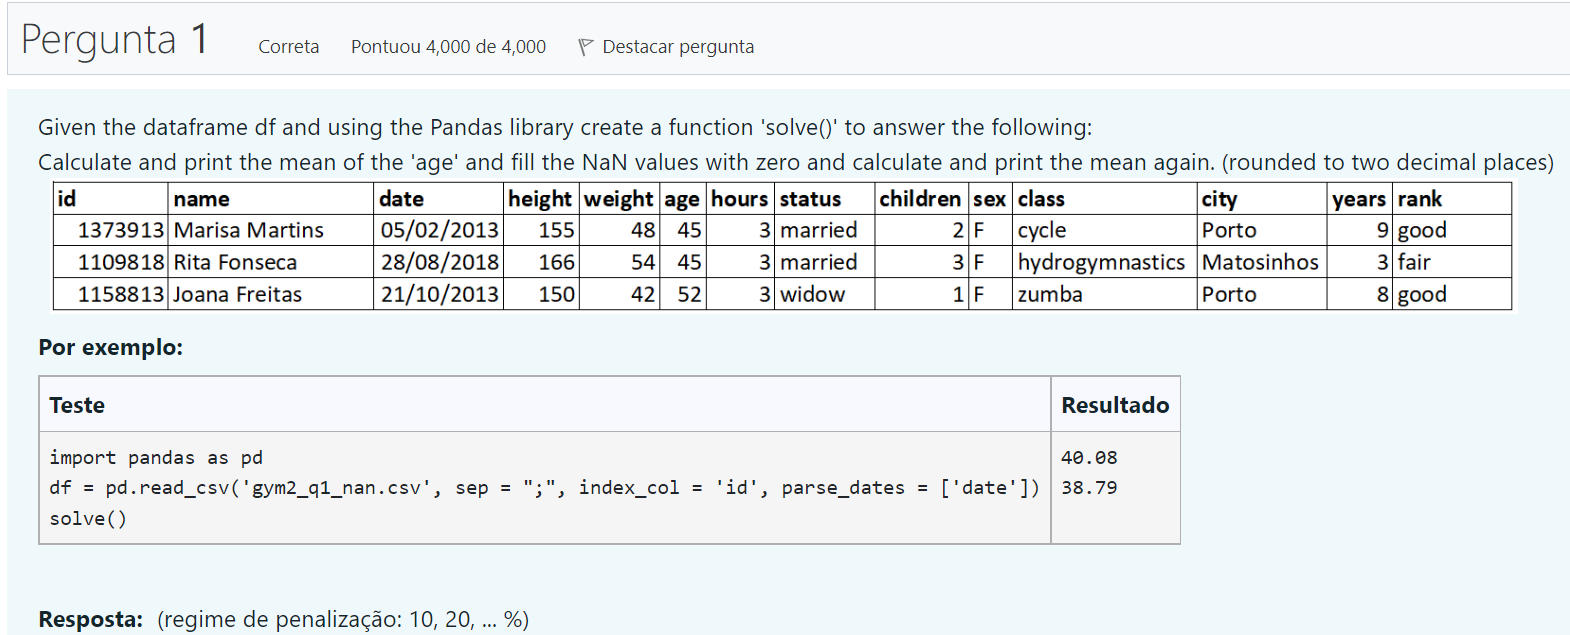 Pergunta 1 Correta Pontuou 4,000 de 4,000 Destacar pergunta
Given the dataframe df and using the Pandas library create a function 'solve()' to answer the following:
Calculate and print the mean of the 'age' and fill the NaN values with zero and calculate and print the mean again. (rounded to two decimal places)
id name date height weight age hours status children sex class city years rank
1373913 Marisa Martins 05/02/2013 155 48 45 3 married 2 F cycle Porto 9 good
1109818 Rita Fonseca 28/08/2018 166 54 45 3 married 3 F hydrogymnastics Matosinhos 3 fair
1158813 Joana Freitas 21/10/2013 150 42 52 3 widow 1 F zumba Porto 8 good
Por exemplo:
Teste Resultado
import pandas as pd 40.08
df = pd.read_csv('gym2_q1_nan.csv', sep = ";", index_col = 'id', parse_dates = ['date']) 38.79
solve()
Resposta: (regime de penalização: 10, 20, ... %)